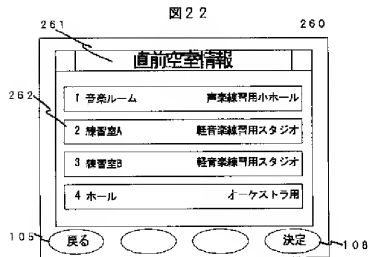 図22
261
260
直前空室情報
1 音楽ルーム 声楽練習用小ホール
262
2 練習室A 軽音楽練習用スタジオ
3 練習室B 軽音楽練習用スタジオ
4 ホール オーケストラ用
105
戻る
決定
108